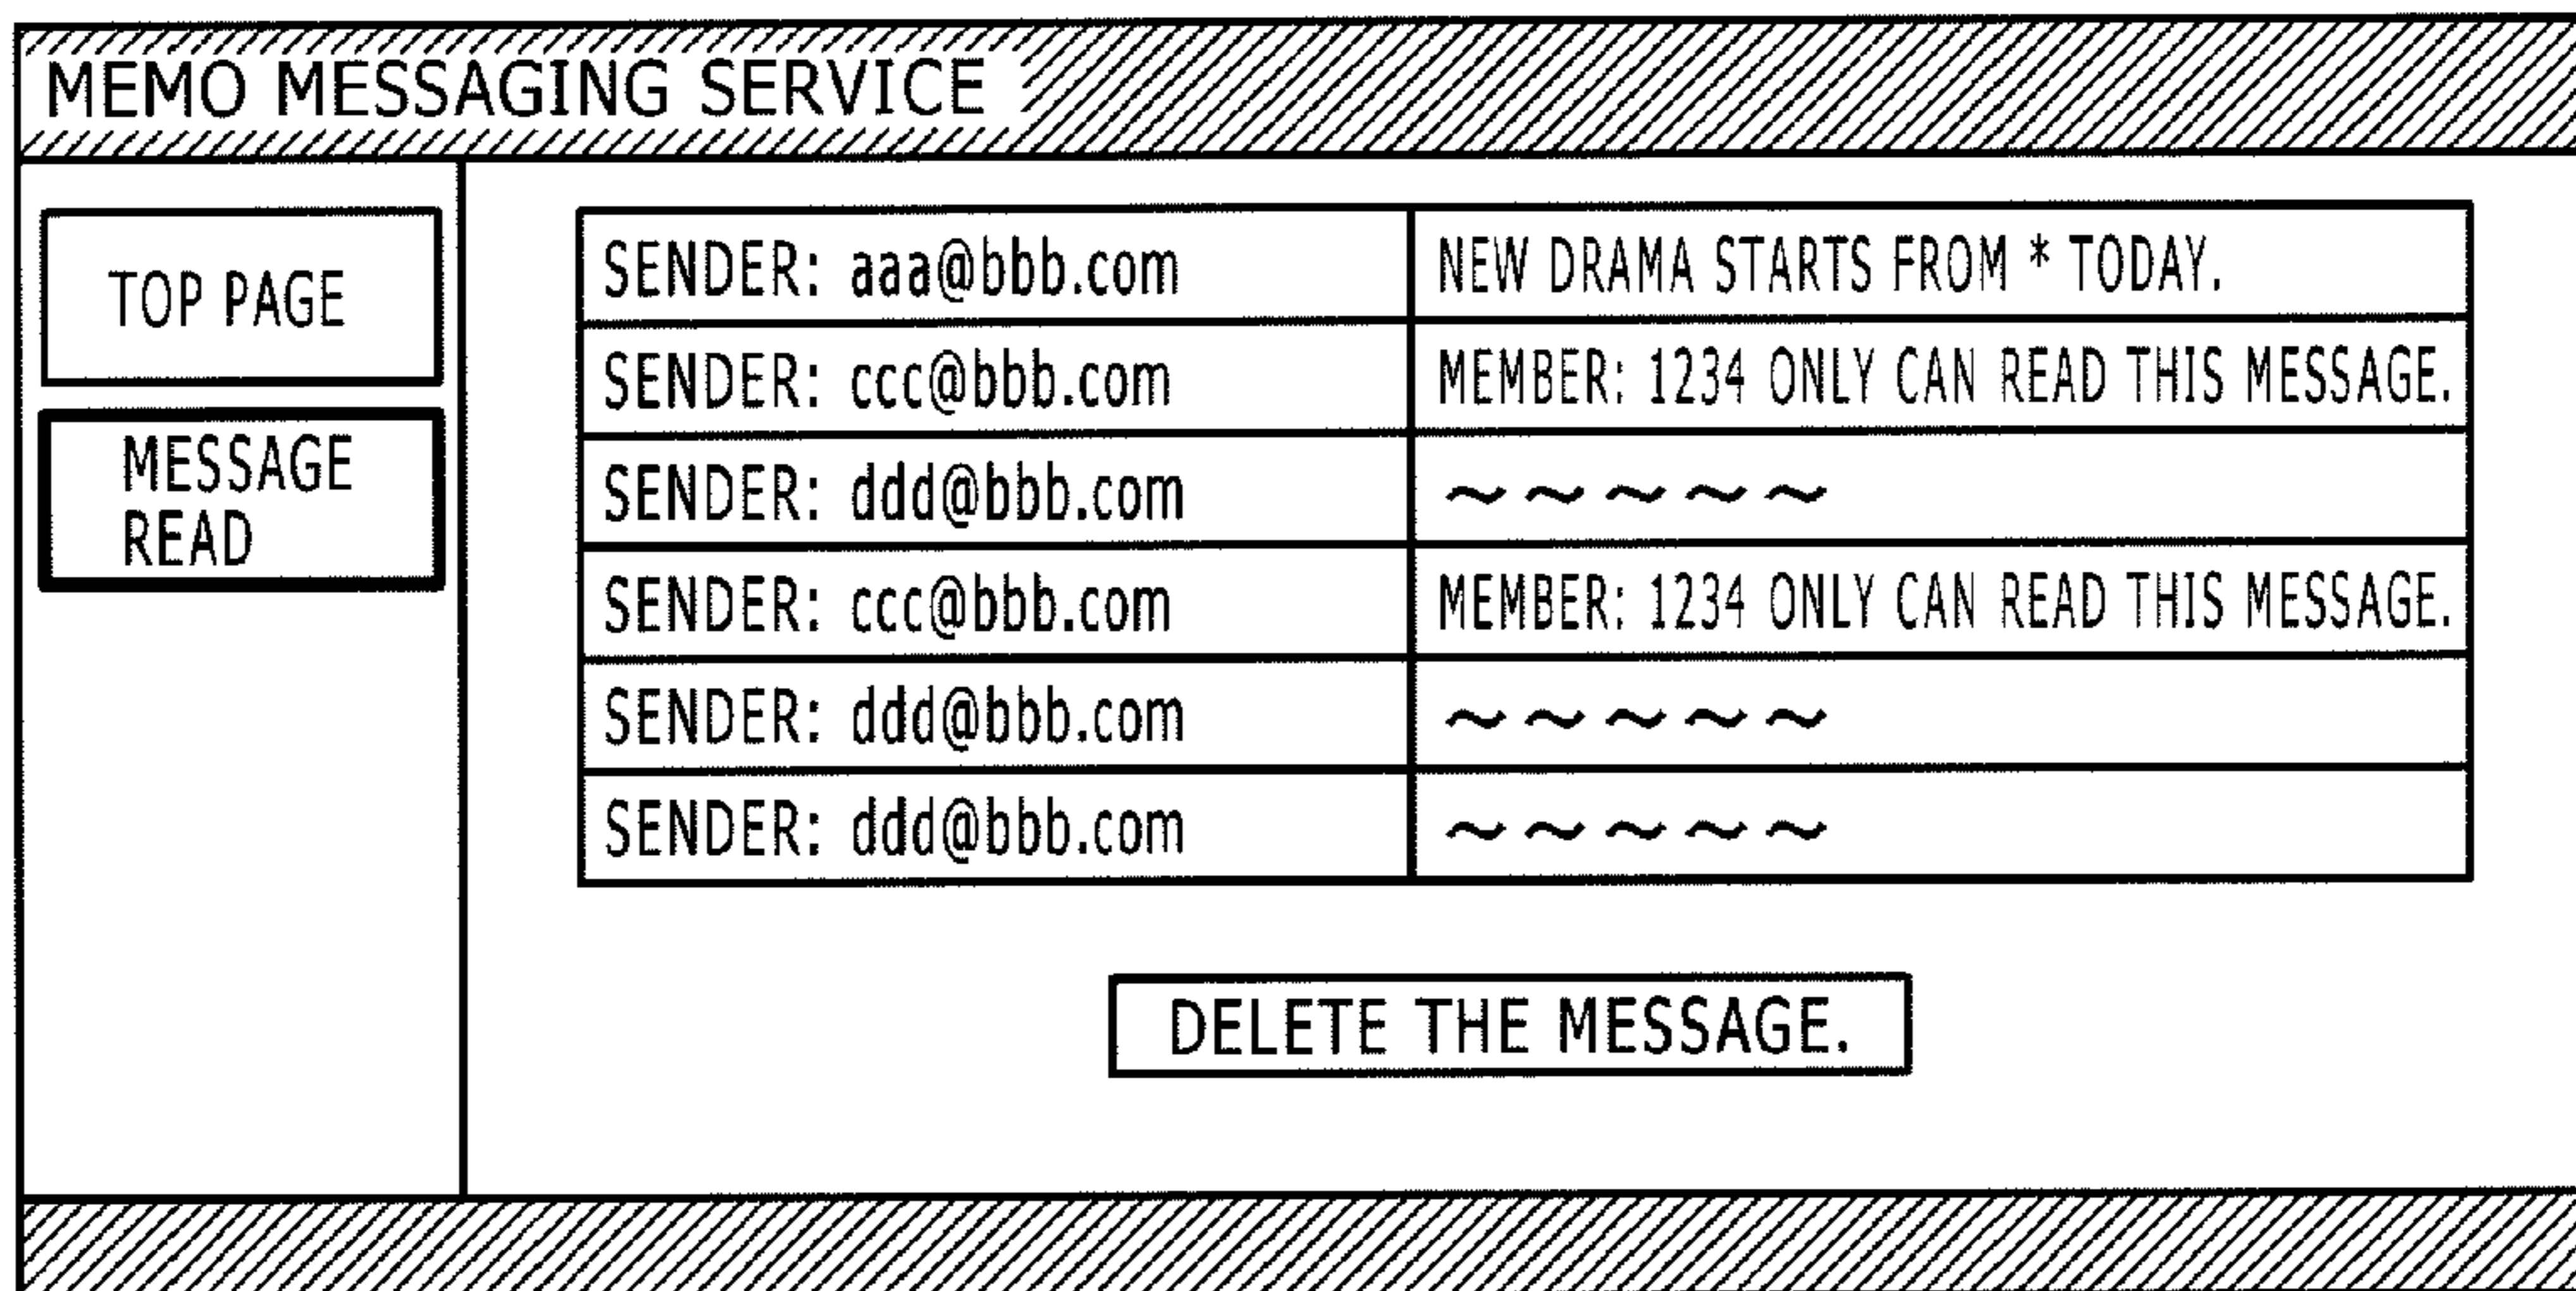 MEMO MESSAGING SERVICE
TOP PAGE
MESSAGE
READ
SENDER: aaa@bbb.com NEW DRAMA STARTS FROM * TODAY.
SENDER: ccc@bbb.com MEMBER: 1234 ONLY CAN READ THIS MESSAGE.
SENDER: ddd@bbb.com ~ ~ ~ ~ ~
SENDER: ccc@bbb.com MEMBER: 1234 ONLY CAN READ THIS MESSAGE.
SENDER: ddd@bbb.com ~ ~ ~ ~ ~
SENDER: ddd@bbb.com ~ ~ ~ ~ ~
DELETE THE MESSAGE.